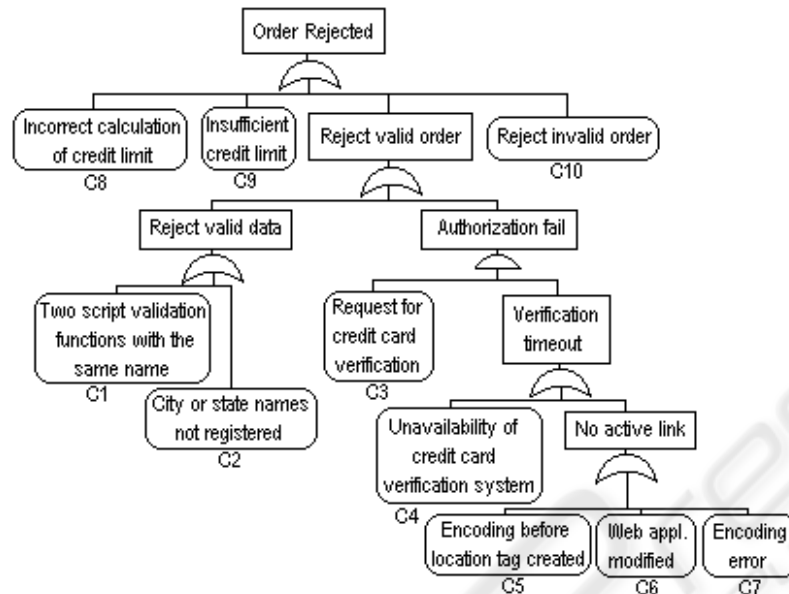 Order Rejected
Incorrect calculation
of credit limit
C8
Insufficient
credit limit
C9
Reject valid order
Reject invalid order
C10
Reject valid data
Authorization fail
Two script validation
functions with the
same name
C1
City or state names
not registered
C2
Request for
credit card
verification
C3
Verification
timeout
Unavailability of
credit card
verification system
C4
No active link
Encoding before
location tag created
C5
Web appl.
modified
C6
Encoding
error
C7